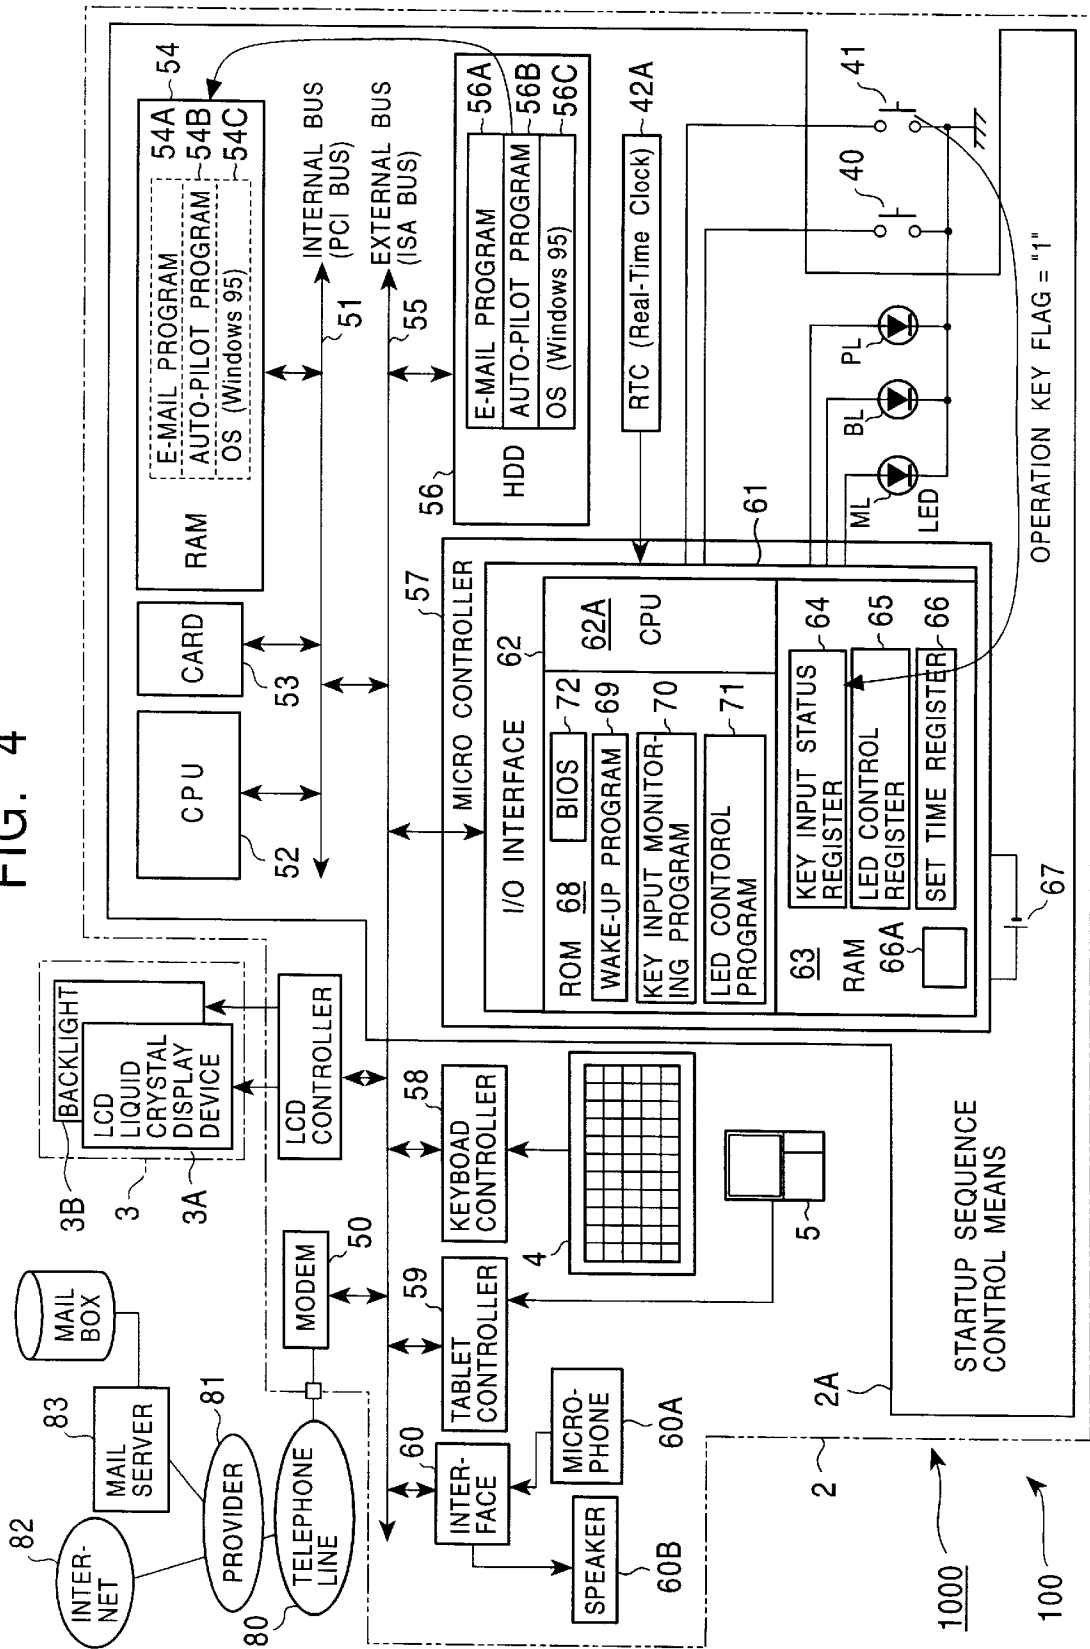 FIG. 4
82
INTER-
NET
83
MAIL
SERVER
MAIL
BOX
81
PROVIDER
80
TELEPHONE
LINE
MODEM
50
3B
3
3A
BACKLIGHT
LCD
LIQUID
CRYSTAL
DISPLAY
DEVICE
LCD
CONTROLLER
CPU
52
CARD
53
RAM
54
E-MAIL PROGRAM
54A
AUTO-PILOT PROGRAM
54B
OS (Windows 95)
54C
51
INTERNAL BUS
(PCI BUS)
55
EXTERNAL BUS
(ISA BUS)
60
INTER-
FACE
59
TABLET
CONTROLLER
58
KEYBOAD
CONTROLLER
SPEAKER
60B
MICRO-
PHONE
60A
4
5
56
HDD
E-MAIL PROGRAM
56A
AUTO-PILOT PROGRAM
56B
OS (Windows 95)
56C
57
MICRO CONTROLLER
I/O INTERFACE
62
62A
CPU
ROM 68
BIOS
72
WAKE-UP PROGRAM
69
KEY INPUT MONITOR-
ING PROGRAM
70
LED CONTOROL
PROGRAM
71
63
RAM
66A
KEY INPUT STATUS
REGISTER
64
LED CONTROL
REGISTER
65
SET TIME REGISTER
66
61
67
RTC (Real-Time Clock)
42A
ML
BL
PL
LED
40
41
OPERATION KEY FLAG = "1"
2A
STARTUP SEQUENCE
CONTROL MEANS
2
1000
100